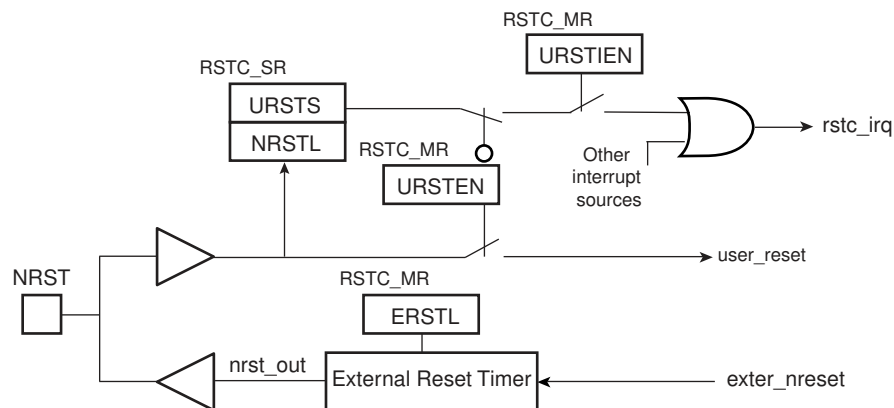 RSTC_MR
URSTIEN
RSTC_SR
URSTS
NRSTL
rstc_irq
RSTC_MR
URSTEN
Other
interrupt
sources
user_reset
NRST
RSTC_MR
ERSTL
nrst_out
External Reset Timer
exter_nreset